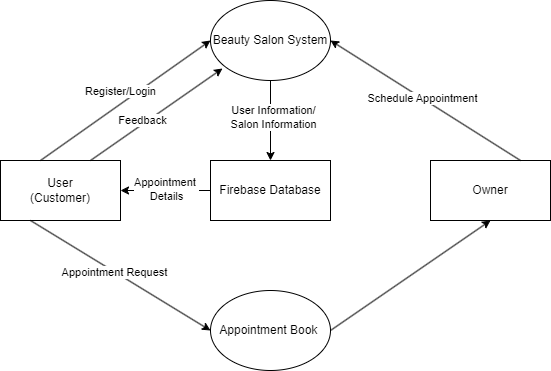 Beauty Salon System
Register/Login
Schedule Appointment
User Information/
Salon Information
Feedback
User
(Customer)
Appointment
Details
Firebase Database
Owner
Appointment Request
Appointment Book